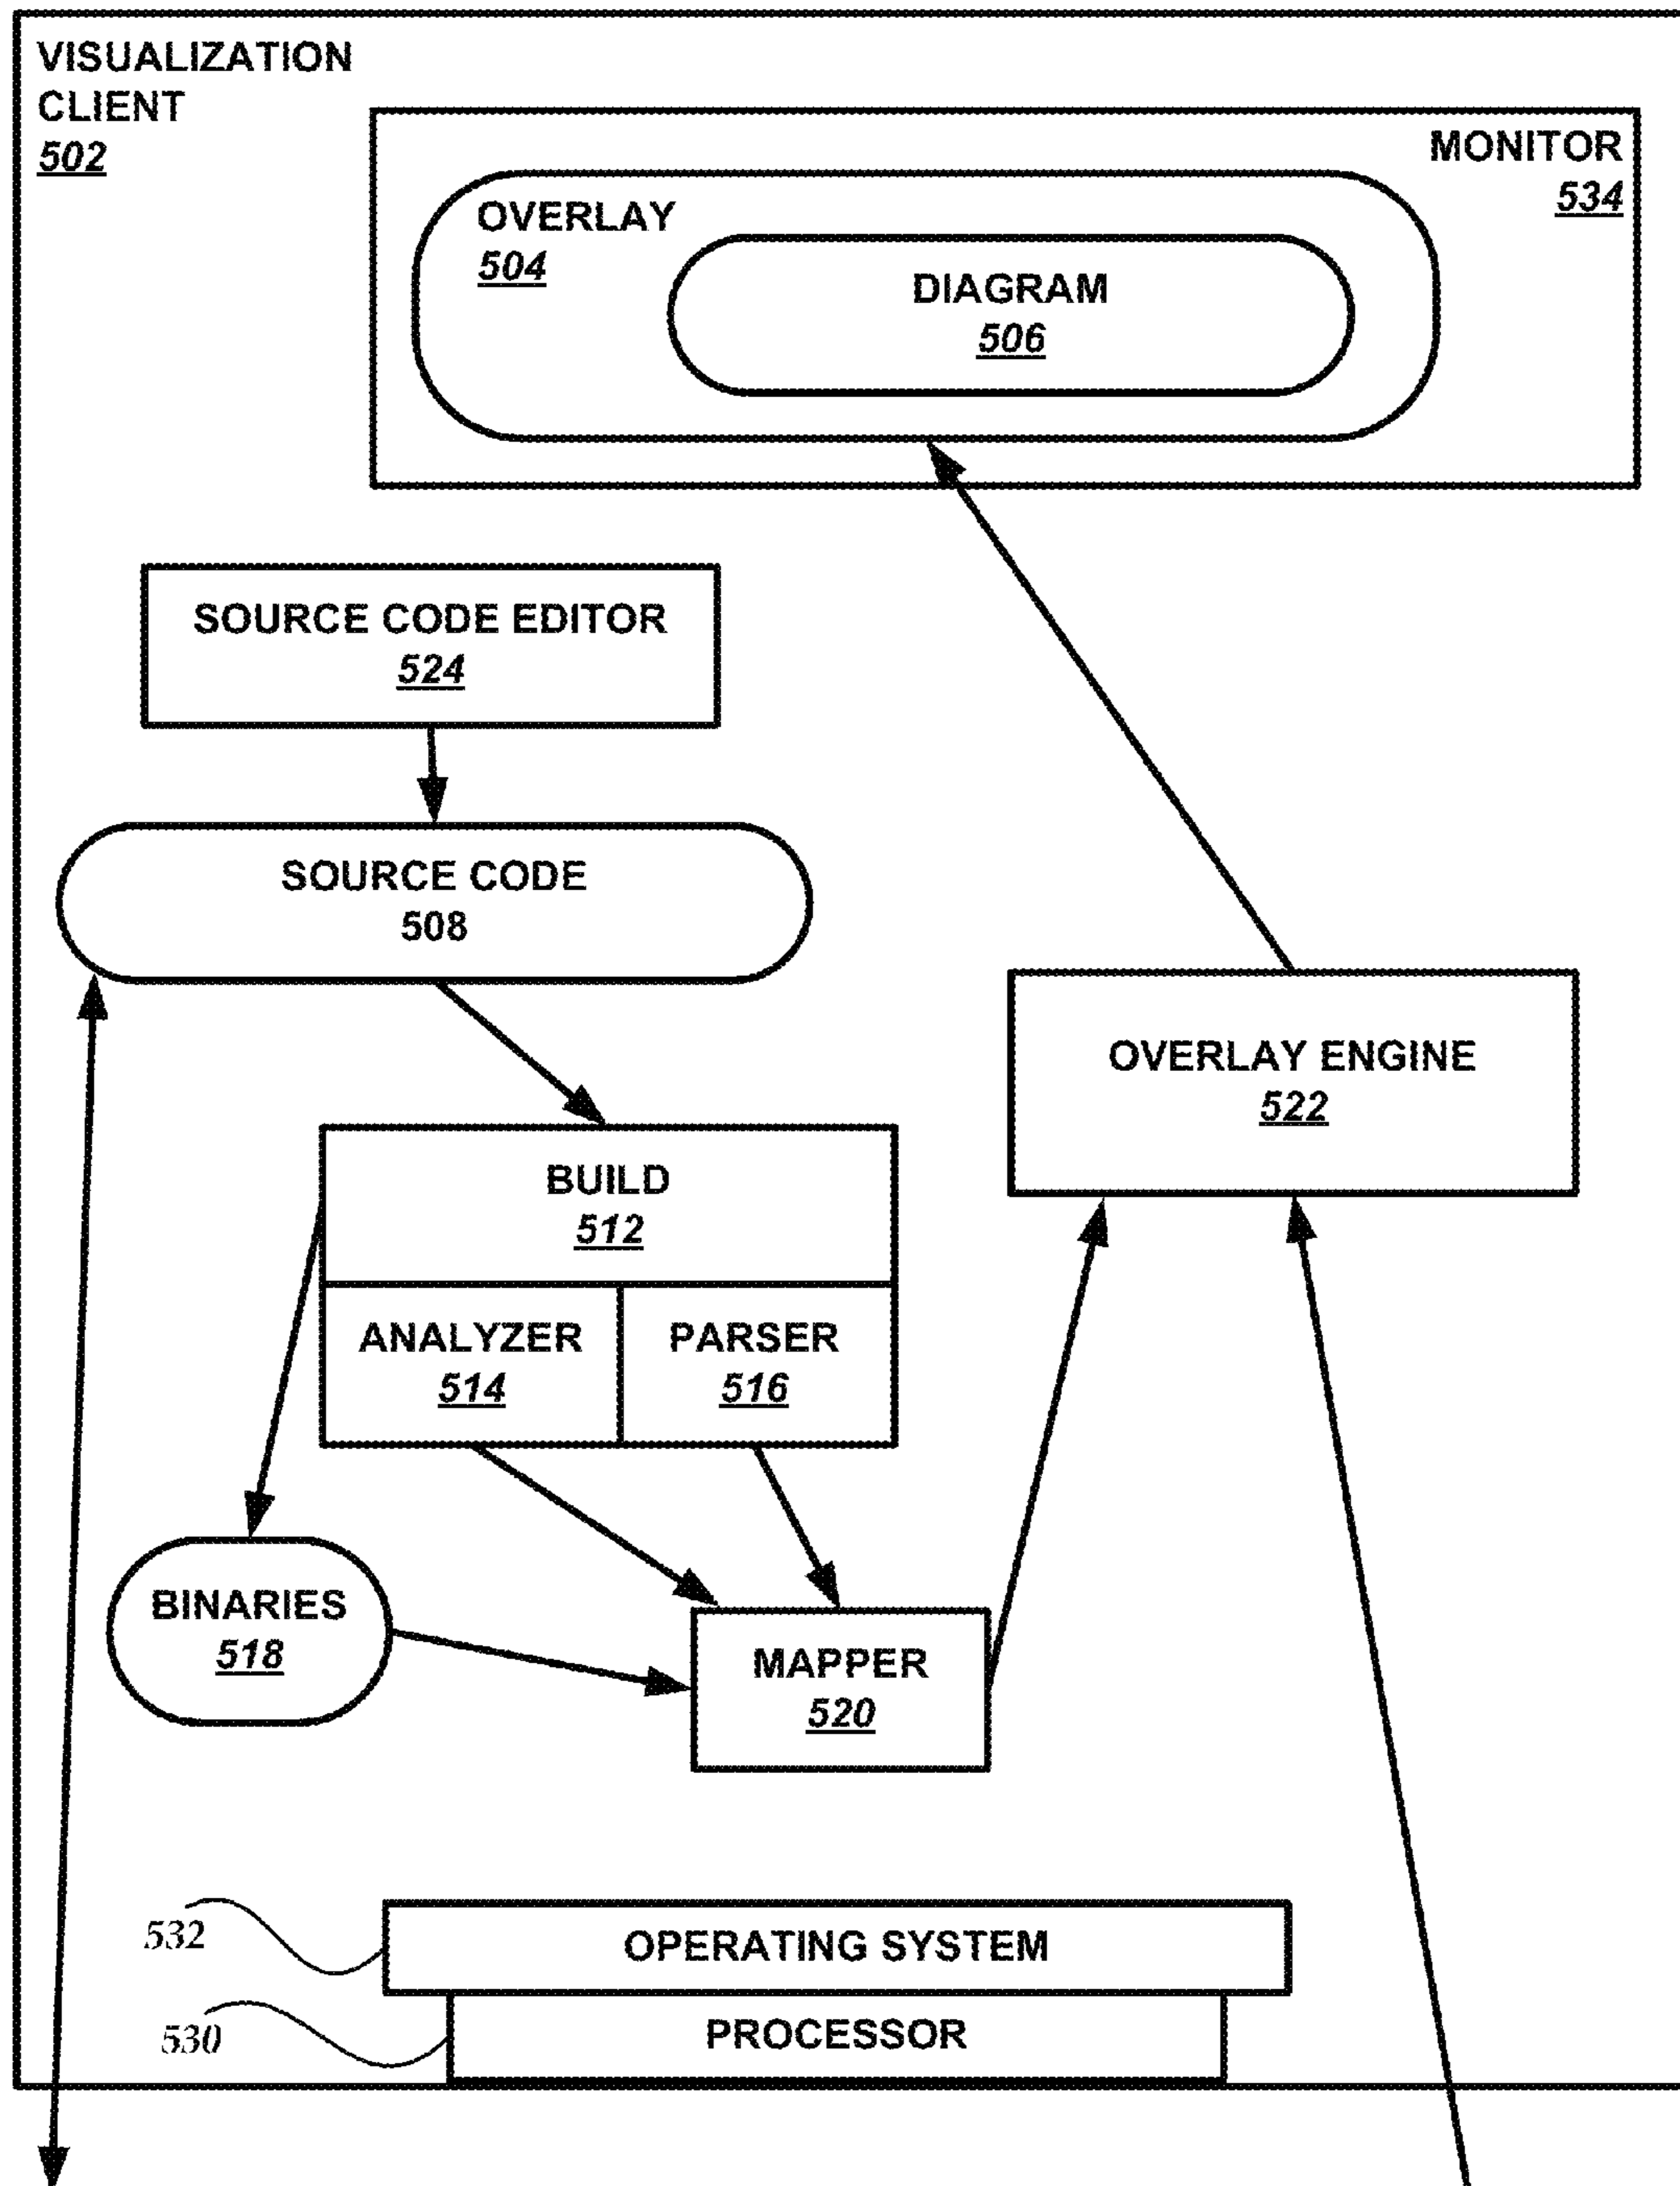 VISUALIZATION
CLIENT
502
MONITOR
534
OVERLAY
504
DIAGRAM
506
SOURCE CODE EDITOR
524
SOURCE CODE
508
OVERLAY ENGINE
522
BUILD
512
ANALYZER
514
PARSER
516
BINARIES
518
MAPPER
520
532
OPERATING SYSTEM
530
PROCESSOR